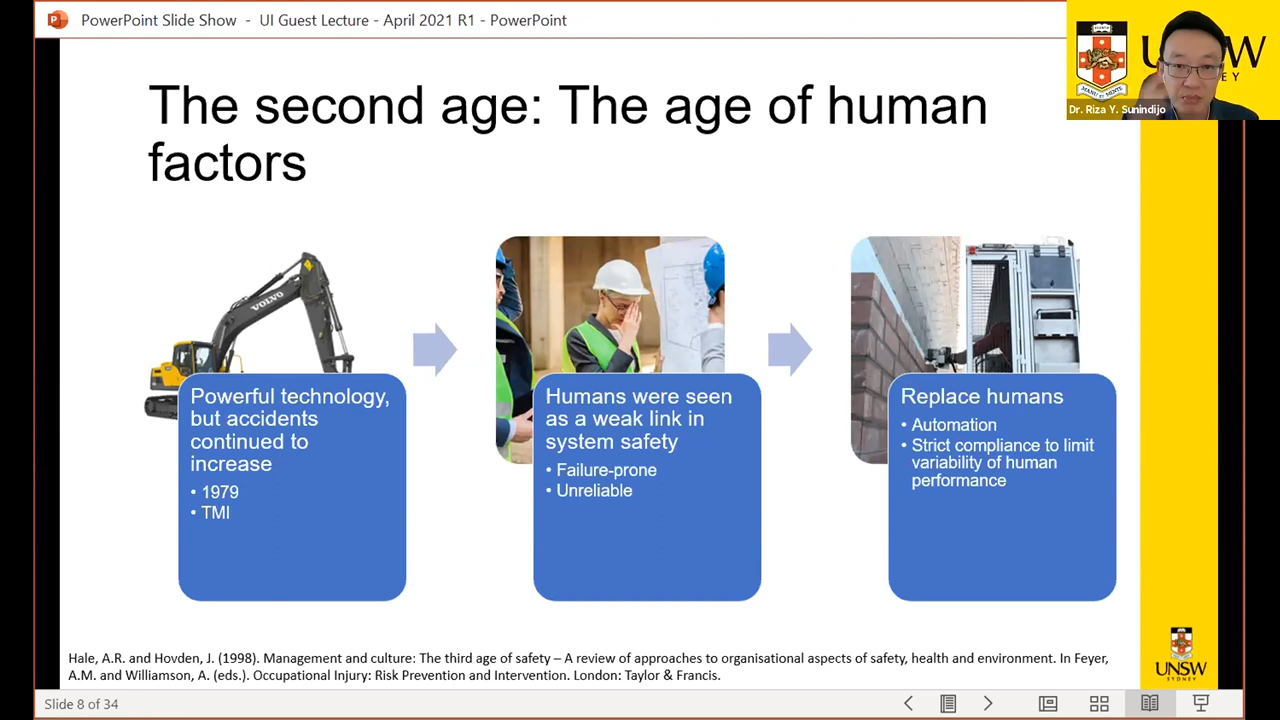 PowerPoint Slide Show - UI Guest Lecture - April 2021 R1 - PowerPoint
Dr. Riza Y. Sunindijo
The second age: The age of human
factors
VOLVO
Powerful technology,
but accidents
continued to
increase
• 1979
• TMI
Humans were seen
as a weak link in
system safety
• Failure-prone
• Unreliable
Replace humans
• Automation
• Strict compliance to limit
variability of human
performance
Hale, A.R. and Hovden, J. (1998). Management and culture: The third age of safety – A review of approaches to organisational aspects of safety, health and environment. In Feyer,
A.M. and Williamson, A. (eds.). Occupational Injury: Risk Prevention and Intervention. London: Taylor & Francis.
UNSW
SYDNEY
Slide 8 of 34